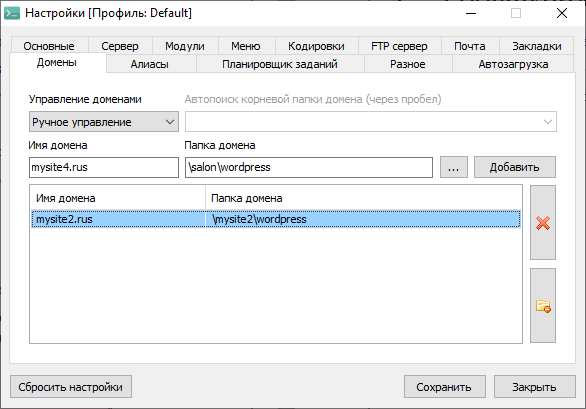 Настройки [Профиль: Default]
Основные Сервер Модули Меню Кодировки FTP сервер Почта Закладки
Домены Алиасы Планировщик заданий Разное Автозагрузка
Управление доменами Автопоиск корневой папки домена (через пробел)
Ручное управление
Имя домена Папка домена
mysite4.rus \salon\wordpress ... Добавить
Имя домена Папка домена
mysite2.rus \mysite2\wordpress
Сбросить настройки Сохранить Закрыть